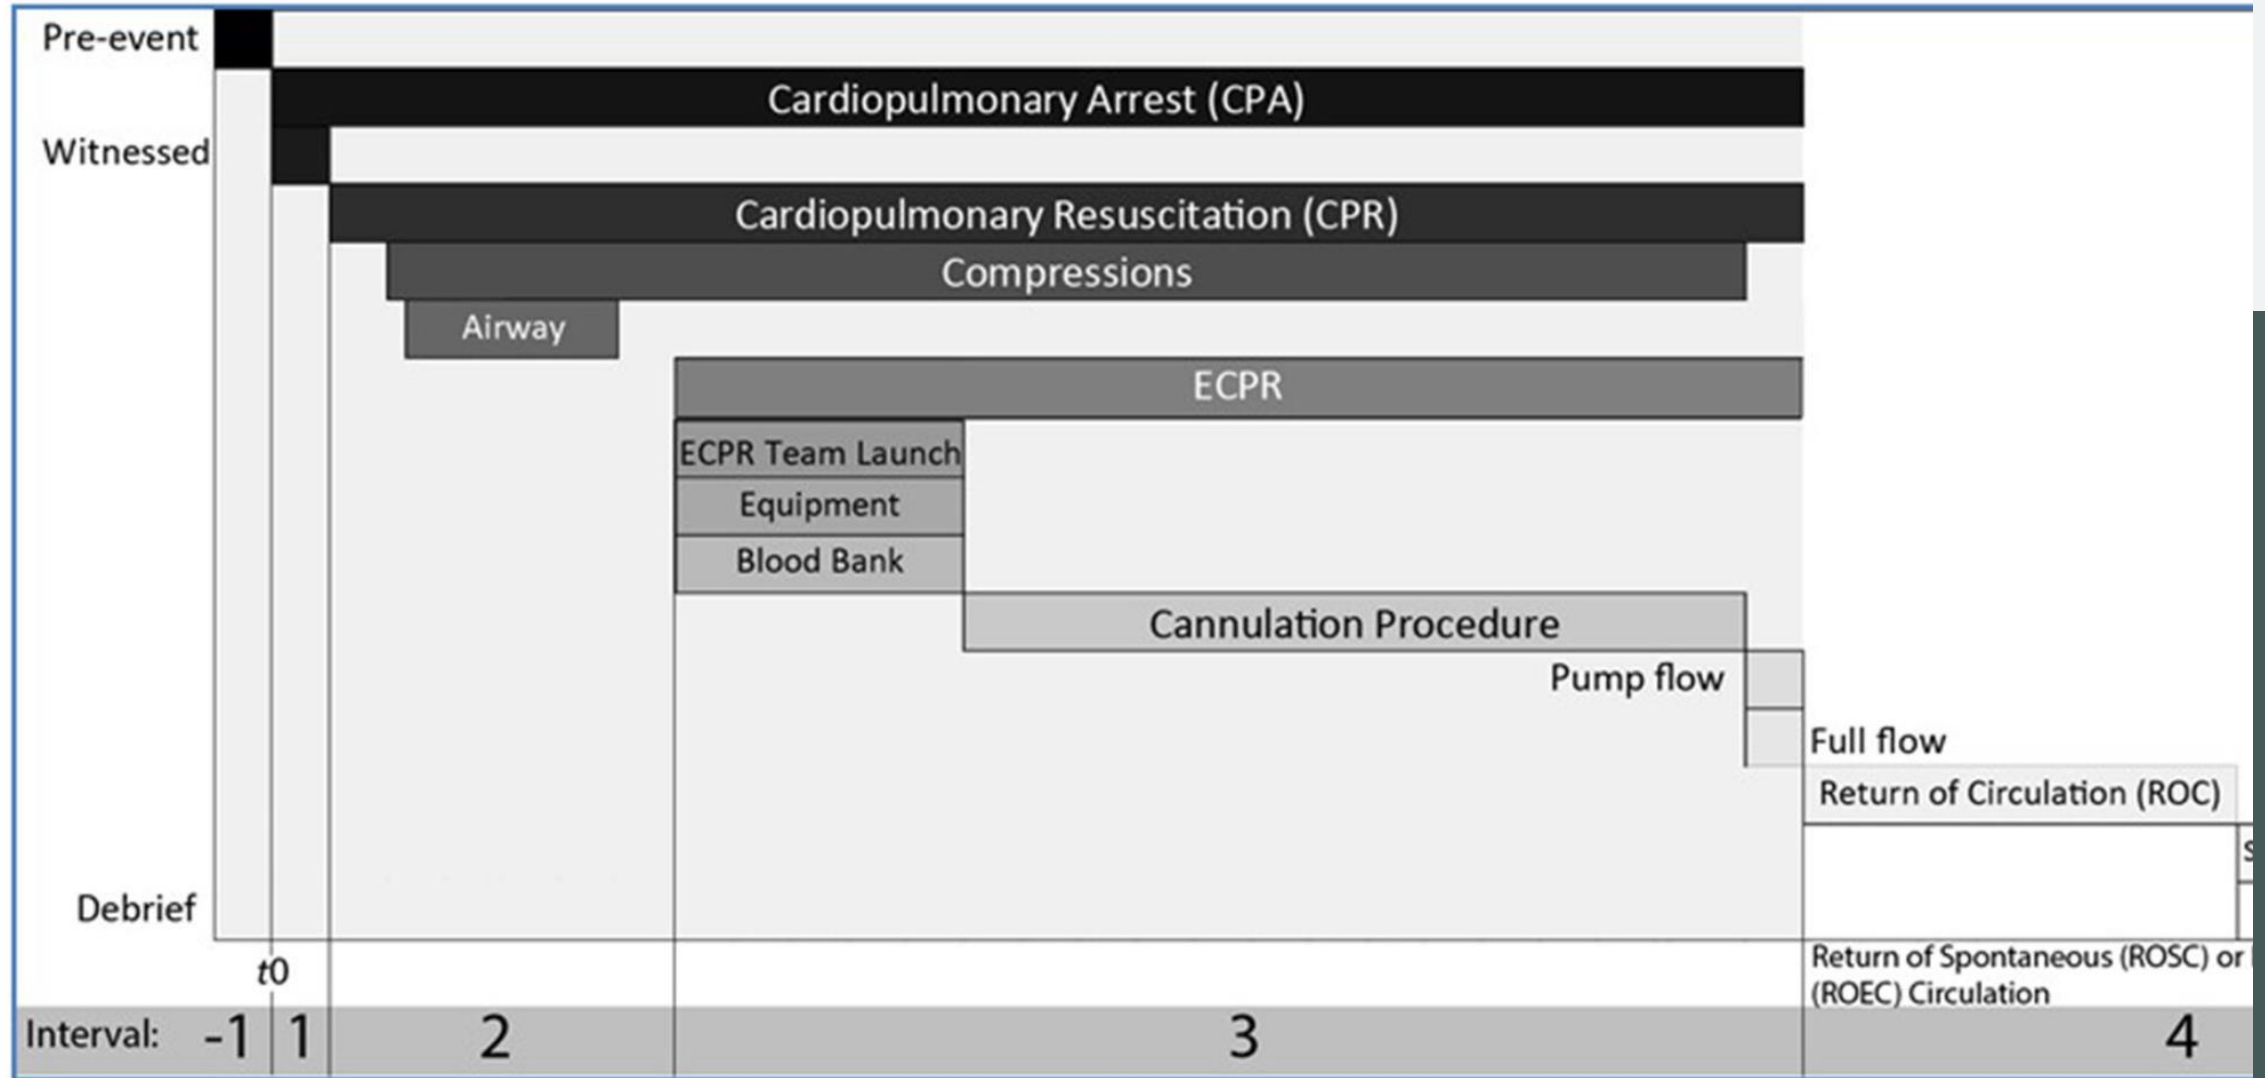 Pre-event
Cardiopulmonary Arrest (CPA)
Witnessed
Cardiopulmonary Resuscitation (CPR)
Compressions
Airway
ECPR
ECPR Team Launch
Equipment
Blood Bank
Cannulation Procedure
Pump flow
Full flow
Return of Circulation (ROC)
Debrief
t0
Return of Spontaneous (ROSC) or
(ROEC) Circulation
Interval: -1 1 2 3 4